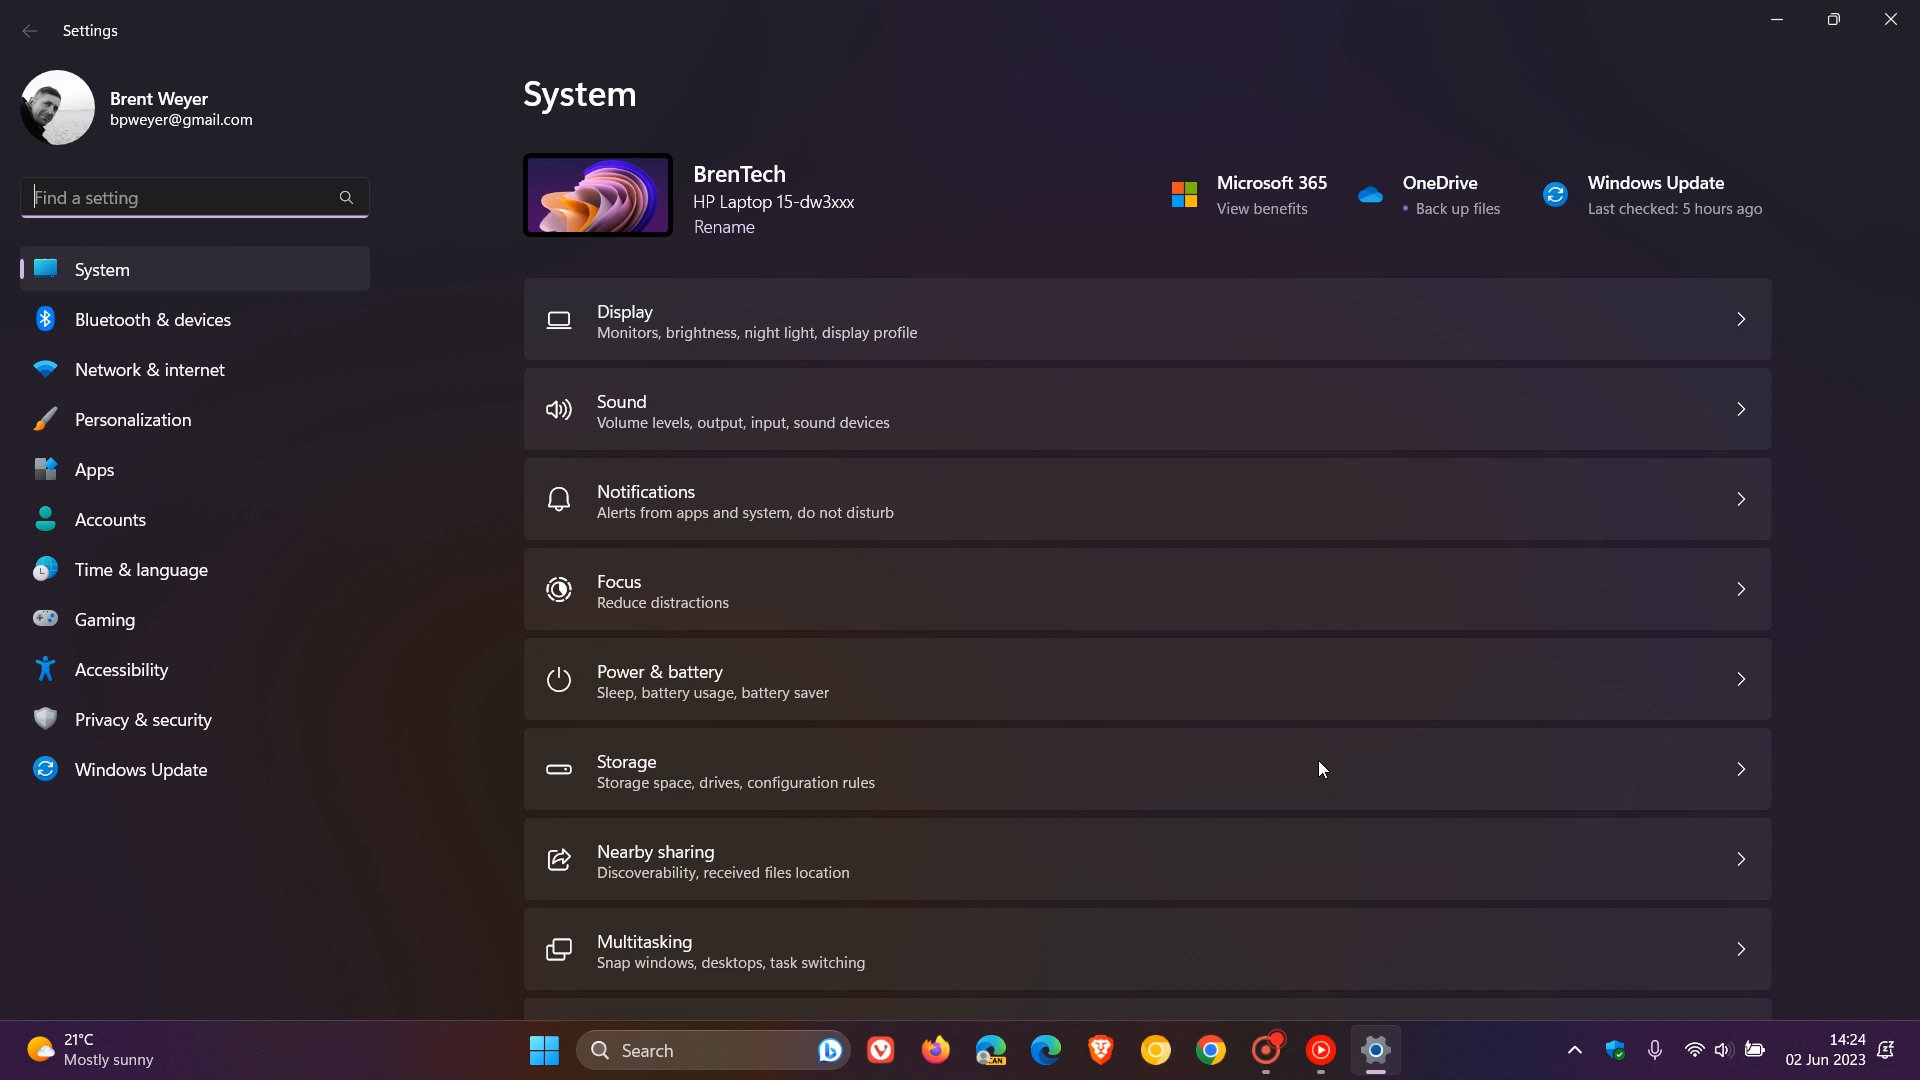 Settings
Brent Weyer
bpweyer@gmail.com
Find a setting
System
Bluetooth & devices
Network & internet
Personalization
Apps
Accounts
Time & language
Gaming
Accessibility
Privacy & security
Windows Update
System
BrenTech
HP Laptop 15-dw3xxx
Rename
Microsoft 365
View benefits
OneDrive
• Back up files
Windows Update
Last checked: 5 hours ago
Display
Monitors, brightness, night light, display profile
Sound
Volume levels, output, input, sound devices
Notifications
Alerts from apps and system, do not disturb
Focus
Reduce distractions
Power & battery
Sleep, battery usage, battery saver
Storage
Storage space, drives, configuration rules
Nearby sharing
Discoverability, received files location
Multitasking
Snap windows, desktops, task switching
21°C
Mostly sunny
Search
CAN
14:24
02 Jun 2023